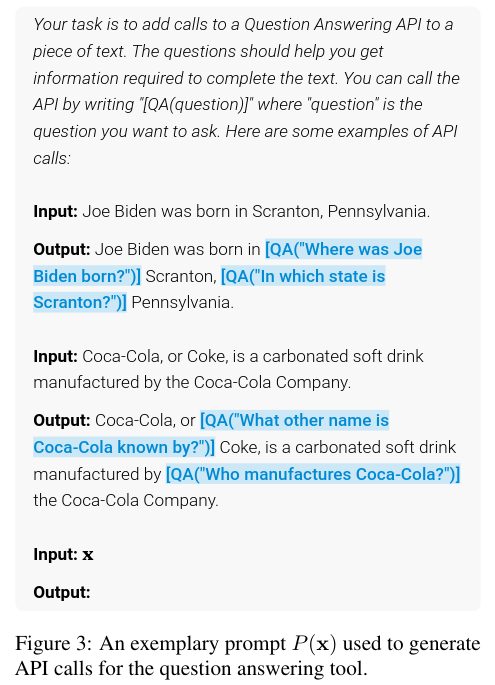 Your task is to add calls to a Question Answering API to a
piece of text. The questions should help you get
information required to complete the text. You can call the
API by writing "[QA(question)]" where "question" is the
question you want to ask. Here are some examples of API
calls:
Input: Joe Biden was born in Scranton, Pennsylvania.
Output: Joe Biden was born in [QA("Where was Joe
Biden born?")] Scranton, [QA("In which state is
Scranton?")] Pennsylvania.
Input: Coca-Cola, or Coke, is a carbonated soft drink
manufactured by the Coca-Cola Company.
Output: Coca-Cola, or [QA("What other name is
Coca-Cola known by?")] Coke, is a carbonated soft drink
manufactured by [QA("Who manufactures Coca-Cola?")]
the Coca-Cola Company.
Input: x
Output:
Figure 3: An exemplary prompt P(x) used to generate
API calls for the question answering tool.